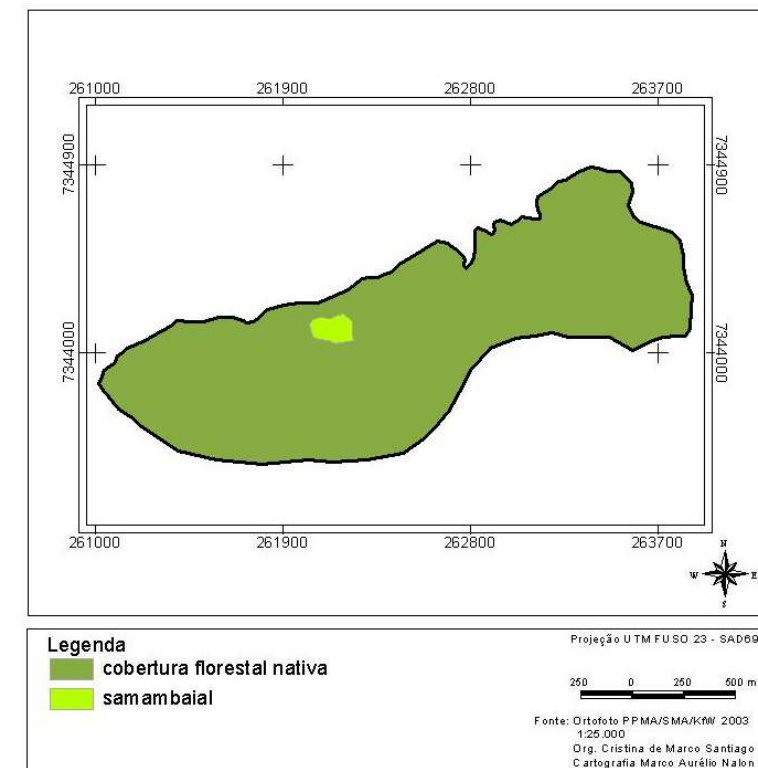 261000 261900 262800 263700
7344900 7344900
7344000 7344000
261000 261900 262800 263700
N
W E
S
Legenda
cobertura florestal nativa
samambaial
Projeção UTM FUSO 23 - SAD69
250 0 250 500 m
Fonte: Ortofoto PPMA/SMA/KfW 2003
1:25.000
Org. Cristina de Marco Santiago
Cartografia Marco Aurélio Nalon